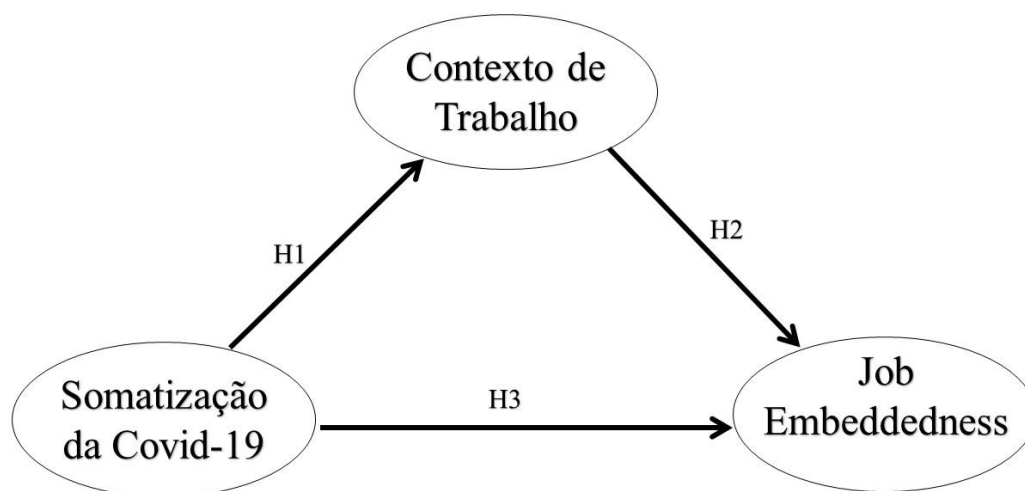 Contexto de
Trabalho
H1
H2
Somatização
da Covid-19
H3
Job
Embeddedness